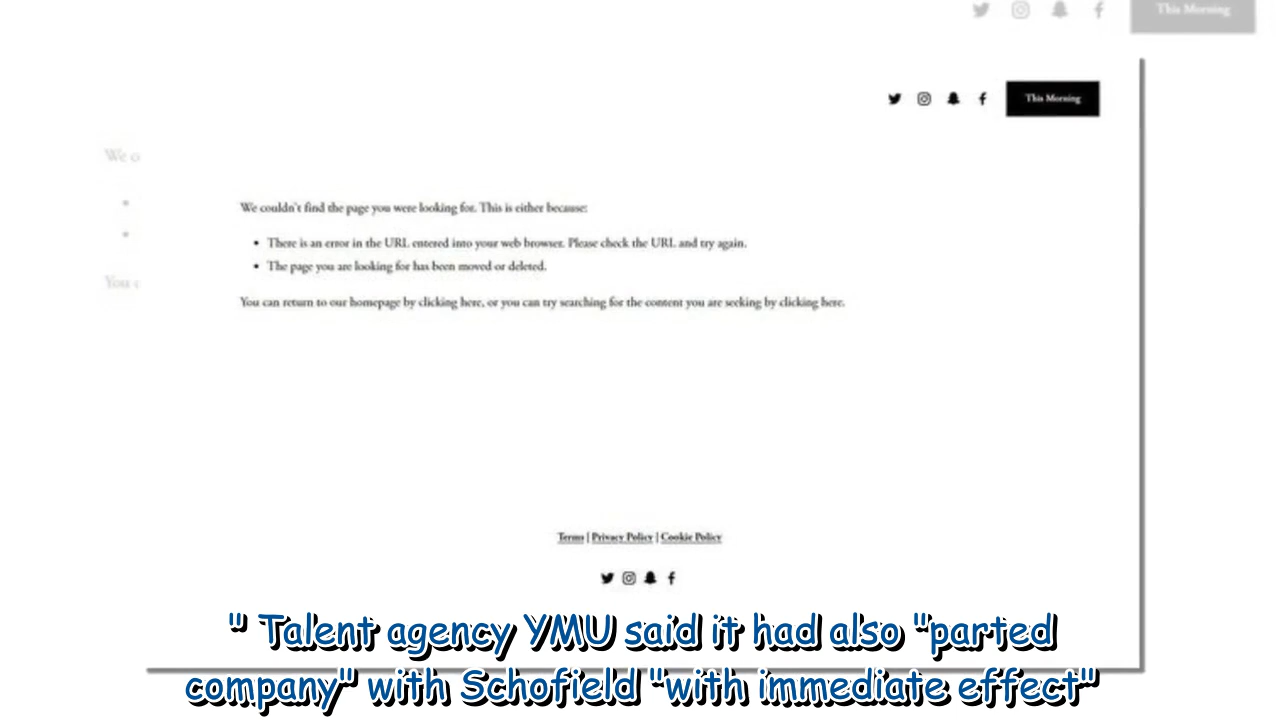 This Morning
This Morning
We o
We couldn't find the page you were looking for. This is either because:
There is an error in the URL entered into your web browser. Please check the URL and try again.
The page you are looking for has been moved or deleted.
You c
You can return to our homepage by clicking here, or you can try searching for the content you are seeking by clicking here.
Terms | Privacy Policy | Cookie Policy
" Talent agency YMU said it had also "parted
company" with Schofield "with immediate effect"